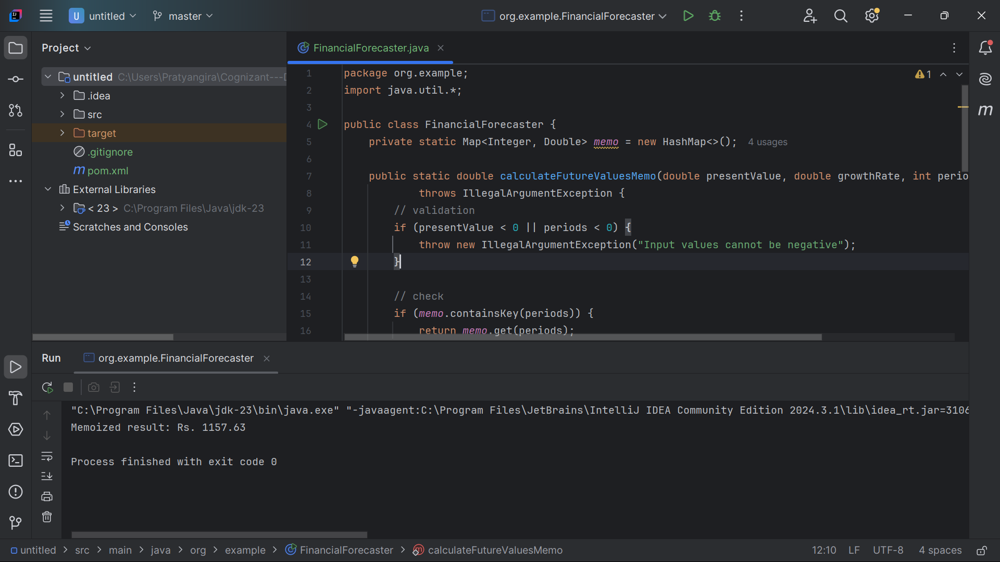 U untitled master org.example.FinancialForecaster
Project
untitled C:\Users\Pratyangira\Cognizant---D
.idea
src
target
.gitignore
m pom.xml
External Libraries
< 23 > C:\Program Files\Java\jdk-23
Scratches and Consoles
FinancialForecaster.java
1 package org.example;
2 import java.util.*;
3
4 public class FinancialForecaster {
5 private static Map<Integer, Double> memo = new HashMap<>(); 4 usages
6
7 public static double calculateFutureValuesMemo(double presentValue, double growthRate, int perio
8 throws IllegalArgumentException {
9 // validation
10 if (presentValue < 0 || periods < 0) {
11 throw new IllegalArgumentException("Input values cannot be negative");
12 }
13
14 // check
15 if (memo.containsKey(periods)) {
16 return memo.get(periods);
1
m
Run org.example.FinancialForecaster
"C:\Program Files\Java\jdk-23\bin\java.exe" "-javaagent:C:\Program Files\JetBrains\IntelliJ IDEA Community Edition 2024.3.1\lib\idea_rt.jar=3106
Memoized result: Rs. 1157.63
Process finished with exit code 0
untitled > src > main > java > org > example > FinancialForecaster > m calculateFutureValuesMemo 12:10 LF UTF-8 4 spaces